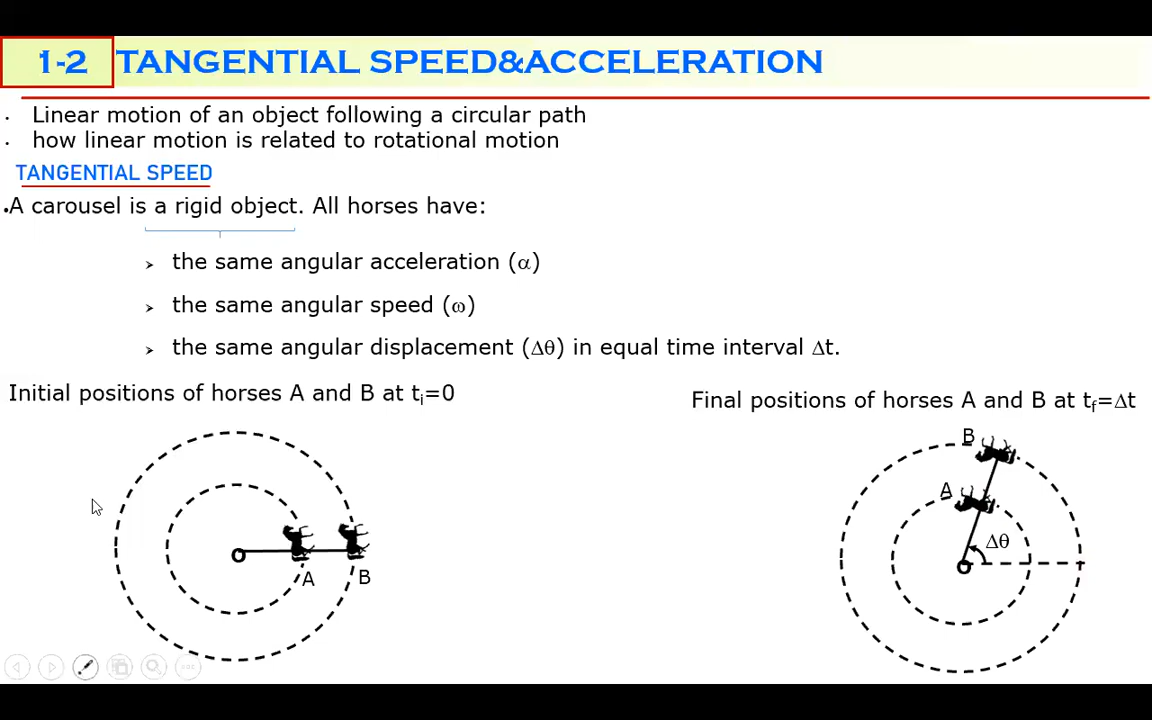 1-2 TANGENTIAL SPEED&ACCELERATION
· Linear motion of an object following a circular path
· how linear motion is related to rotational motion
TANGENTIAL SPEED
•A carousel is a rigid object. All horses have:
➢ the same angular acceleration (α)
➢ the same angular speed (ω)
➢ the same angular displacement (Δθ) in equal time interval Δt.
Initial positions of horses A and B at tᵢ=0
Final positions of horses A and B at t_f=Δt
B
A
Δθ
O
O
A
B